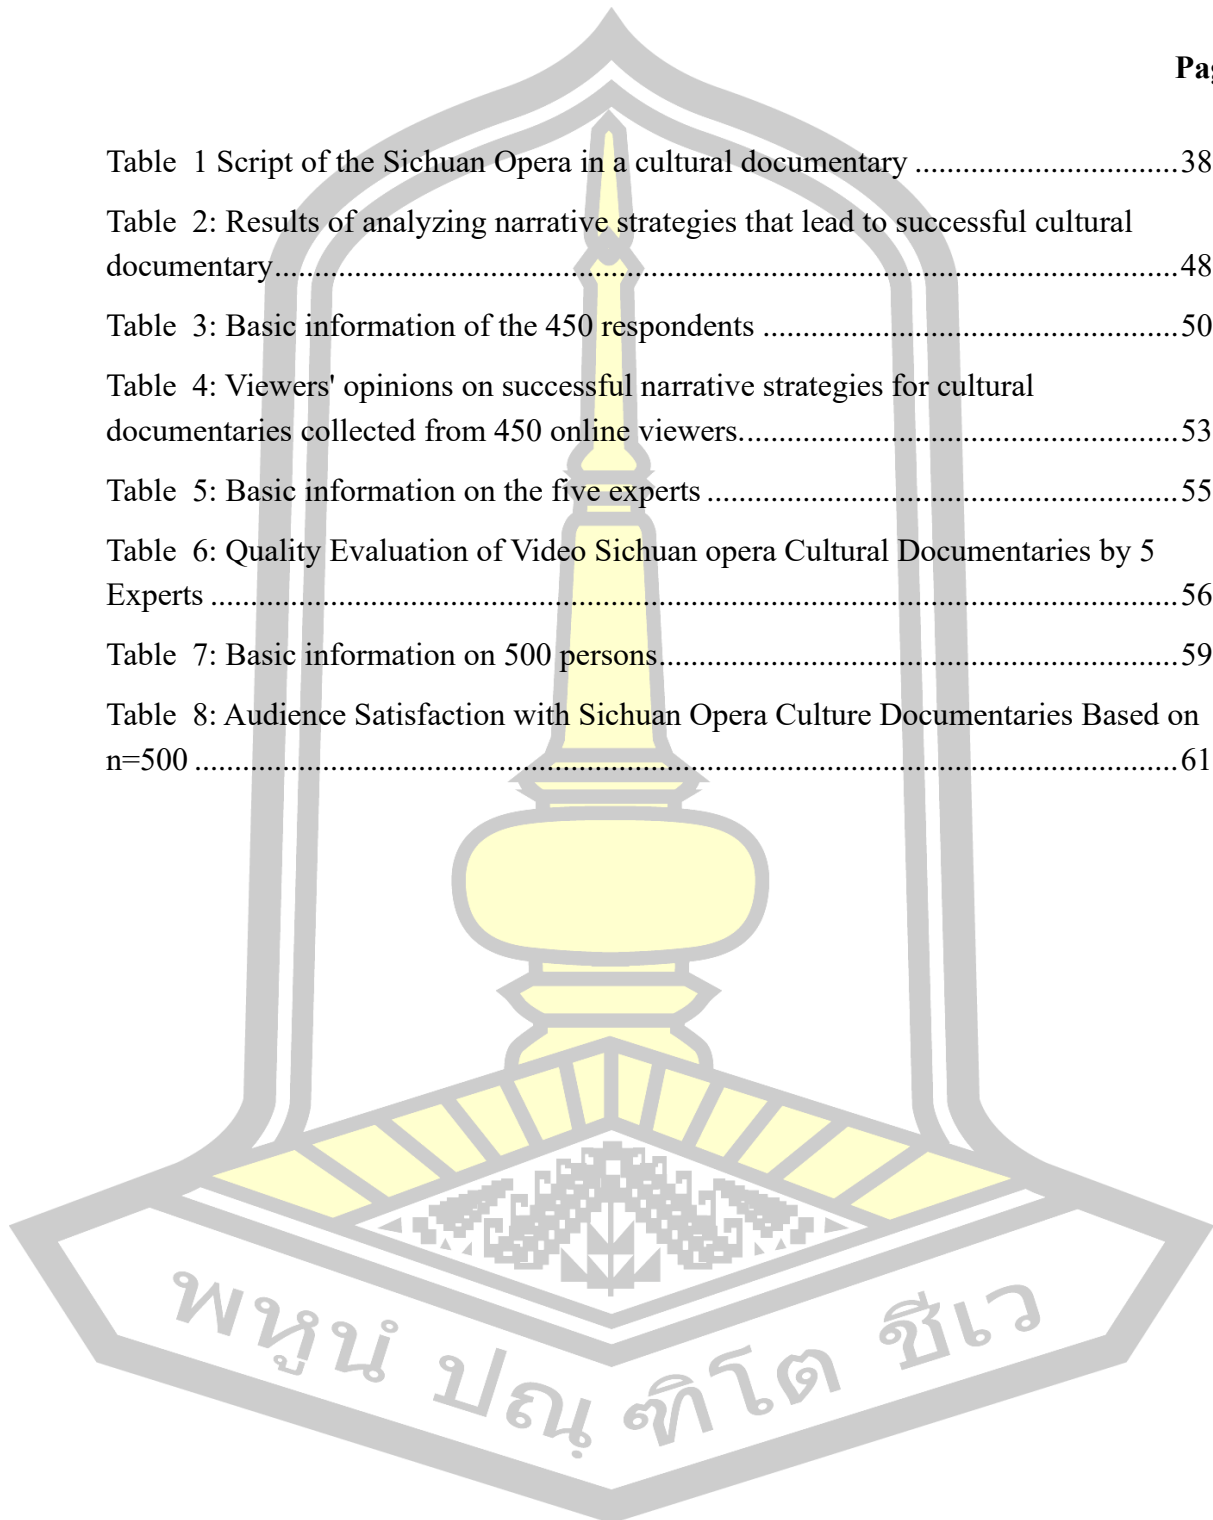 Pag
Table 1 Script of the Sichuan Opera in a cultural documentary ..............................38
Table 2: Results of analyzing narrative strategies that lead to successful cultural
documentary.......................................................................................................48
Table 3: Basic information of the 450 respondents ...............................................50
Table 4: Viewers' opinions on successful narrative strategies for cultural
documentaries collected from 450 online viewers..................................................53
Table 5: Basic information on the five experts .....................................................55
Table 6: Quality Evaluation of Video Sichuan opera Cultural Documentaries by 5
Experts ..............................................................................................................56
Table 7: Basic information on 500 persons...........................................................59
Table 8: Audience Satisfaction with Sichuan Opera Culture Documentaries Based on
n=500 ................................................................................................................61
พหูนํ ปณฺฑิโต ชีเว